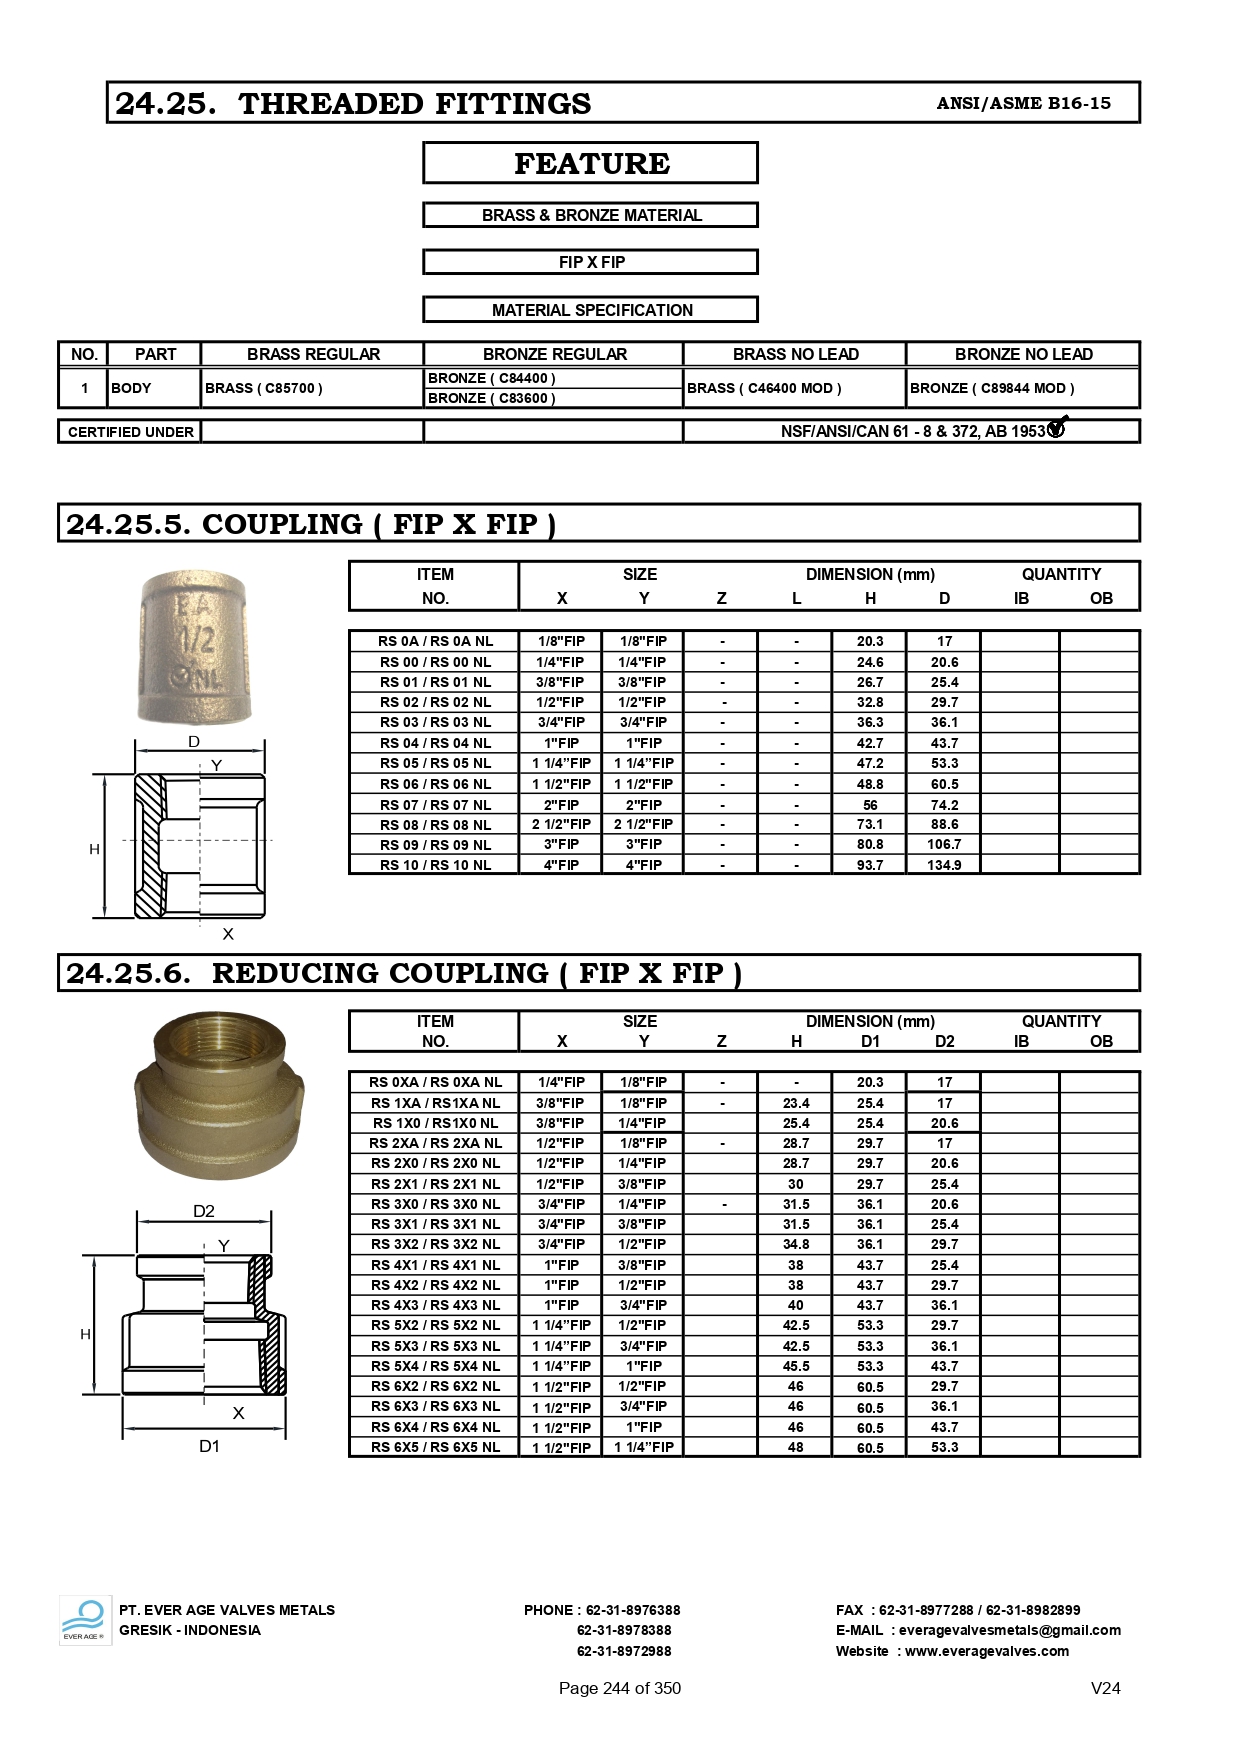 24.25. THREADED FITTINGS ANSI/ASME B16-15
FEATURE
BRASS & BRONZE MATERIAL
FIP X FIP
MATERIAL SPECIFICATION
NO. PART BRASS REGULAR BRONZE REGULAR BRASS NO LEAD BRONZE NO LEAD
1 BODY BRASS ( C85700 ) BRONZE ( C84400 ) BRASS ( C46400 MOD ) BRONZE ( C89844 MOD )
BRONZE ( C83600 )
CERTIFIED UNDER NSF/ANSI/CAN 61 - 8 & 372, AB 1953
24.25.5. COUPLING ( FIP X FIP )
EA
1/2
NL
D
Y
H
X
ITEM SIZE DIMENSION (mm) QUANTITY
NO. X Y Z L H D IB OB
RS 0A / RS 0A NL 1/8"FIP 1/8"FIP - - 20.3 17
RS 00 / RS 00 NL 1/4"FIP 1/4"FIP - - 24.6 20.6
RS 01 / RS 01 NL 3/8"FIP 3/8"FIP - - 26.7 25.4
RS 02 / RS 02 NL 1/2"FIP 1/2"FIP - - 32.8 29.7
RS 03 / RS 03 NL 3/4"FIP 3/4"FIP - - 36.3 36.1
RS 04 / RS 04 NL 1"FIP 1"FIP - - 42.7 43.7
RS 05 / RS 05 NL 1 1/4”FIP 1 1/4”FIP - - 47.2 53.3
RS 06 / RS 06 NL 1 1/2"FIP 1 1/2"FIP - - 48.8 60.5
RS 07 / RS 07 NL 2"FIP 2"FIP - - 56 74.2
RS 08 / RS 08 NL 2 1/2"FIP 2 1/2"FIP - - 73.1 88.6
RS 09 / RS 09 NL 3"FIP 3"FIP - - 80.8 106.7
RS 10 / RS 10 NL 4"FIP 4"FIP - - 93.7 134.9
24.25.6. REDUCING COUPLING ( FIP X FIP )
D2
Y
H
X
D1
ITEM SIZE DIMENSION (mm) QUANTITY
NO. X Y Z H D1 D2 IB OB
RS 0XA / RS 0XA NL 1/4"FIP 1/8"FIP - - 20.3 17
RS 1XA / RS1XA NL 3/8"FIP 1/8"FIP - 23.4 25.4 17
RS 1X0 / RS1X0 NL 3/8"FIP 1/4"FIP 25.4 25.4 20.6
RS 2XA / RS 2XA NL 1/2"FIP 1/8"FIP - 28.7 29.7 17
RS 2X0 / RS 2X0 NL 1/2"FIP 1/4"FIP 28.7 29.7 20.6
RS 2X1 / RS 2X1 NL 1/2"FIP 3/8"FIP 30 29.7 25.4
RS 3X0 / RS 3X0 NL 3/4"FIP 1/4"FIP - 31.5 36.1 20.6
RS 3X1 / RS 3X1 NL 3/4"FIP 3/8"FIP 31.5 36.1 25.4
RS 3X2 / RS 3X2 NL 3/4"FIP 1/2"FIP 34.8 36.1 29.7
RS 4X1 / RS 4X1 NL 1"FIP 3/8"FIP 38 43.7 25.4
RS 4X2 / RS 4X2 NL 1"FIP 1/2"FIP 38 43.7 29.7
RS 4X3 / RS 4X3 NL 1"FIP 3/4"FIP 40 43.7 36.1
RS 5X2 / RS 5X2 NL 1 1/4”FIP 1/2"FIP 42.5 53.3 29.7
RS 5X3 / RS 5X3 NL 1 1/4”FIP 3/4"FIP 42.5 53.3 36.1
RS 5X4 / RS 5X4 NL 1 1/4”FIP 1"FIP 45.5 53.3 43.7
RS 6X2 / RS 6X2 NL 1 1/2"FIP 1/2"FIP 46 60.5 29.7
RS 6X3 / RS 6X3 NL 1 1/2"FIP 3/4"FIP 46 60.5 36.1
RS 6X4 / RS 6X4 NL 1 1/2"FIP 1"FIP 46 60.5 43.7
RS 6X5 / RS 6X5 NL 1 1/2"FIP 1 1/4”FIP 48 60.5 53.3
EVER AGE ®
PT. EVER AGE VALVES METALS PHONE : 62-31-8976388 FAX : 62-31-8977288 / 62-31-8982899
GRESIK - INDONESIA 62-31-8978388 E-MAIL : everagevalvesmetals@gmail.com
62-31-8972988 Website : www.everagevalves.com
Page 244 of 350 V24